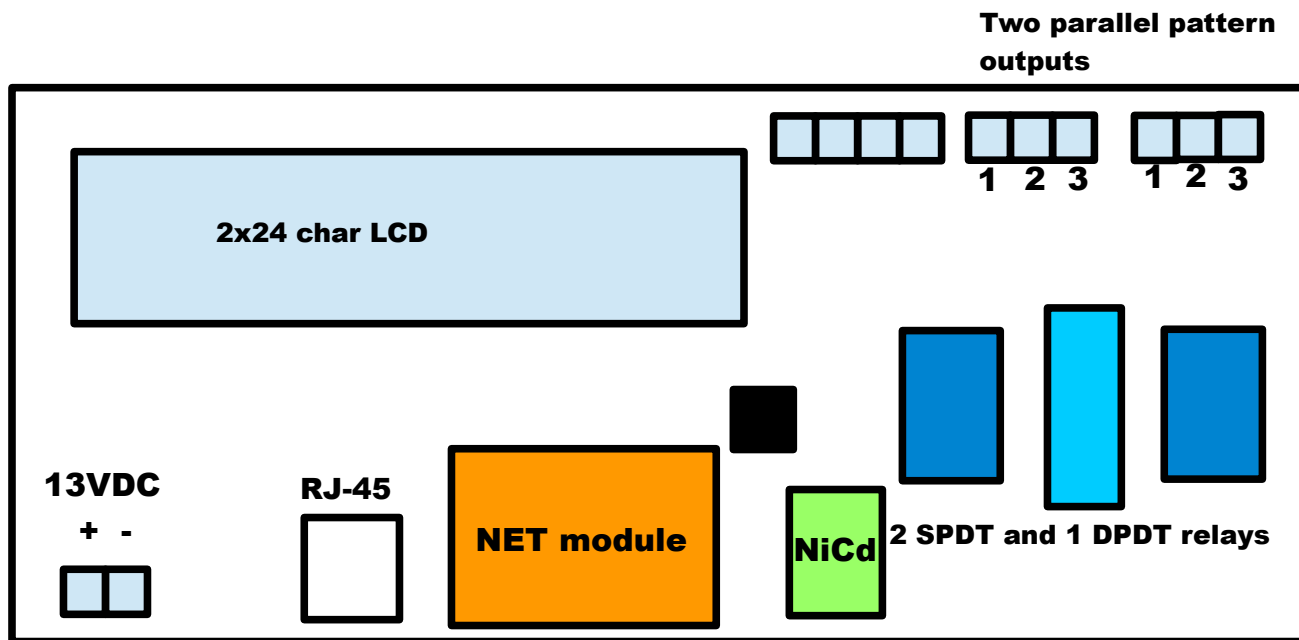 Two parallel pattern
outputs
1 2 3
1 2 3
2x24 char LCD
13VDC
+ -
RJ-45
NET module
NiCd
2 SPDT and 1 DPDT relays